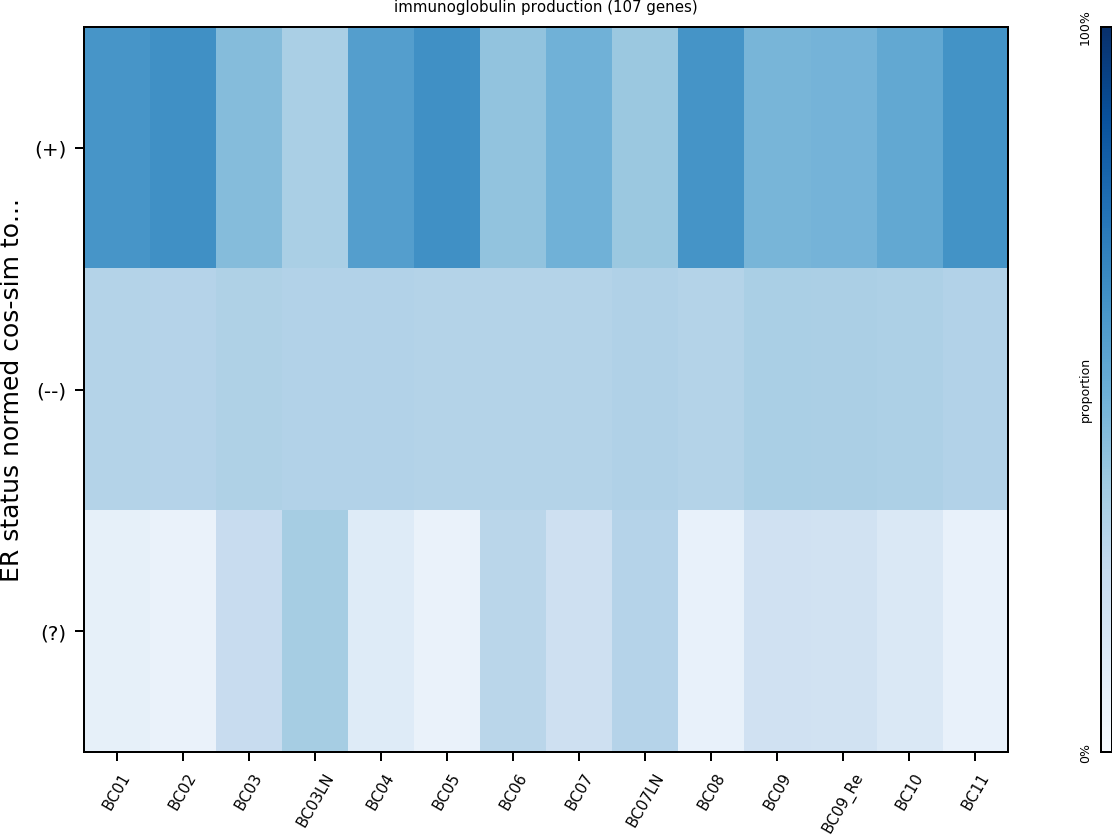 immunoglobulin production (107 genes)
100%
(+)
(--)
(?)
ER status normed cos-sim to...
proportion
0%
BC01
BC02
BC03
BC03LN
BC04
BC05
BC06
BC07
BC07LN
BC08
BC09
BC09_Re
BC10
BC11